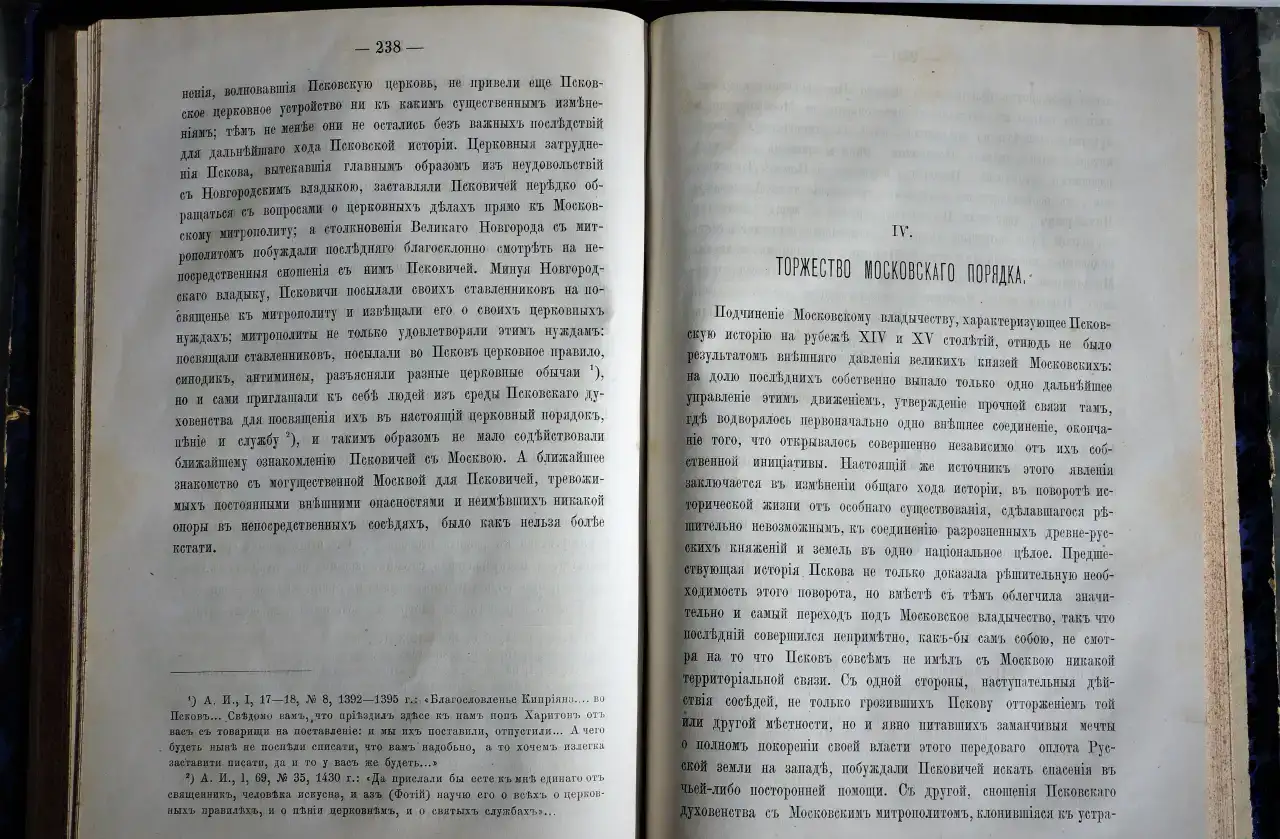 — 238 —
ненія, волновавшія Псковскую церковь, не привели еще Псков-
ское церковное устройство ни къ какимъ существеннымъ измѣне-
ніямъ; тѣмъ не менѣе они не остались безъ важныхъ послѣдствій
для дальнѣйшаго хода Псковской исторіи. Церковныя затрудне-
нія Пскова, вытекавшія главнымъ образомъ изъ неудовольствій
съ Новгородскимъ владыкою, заставляли Псковичей нерѣдко об-
ращаться съ вопросами о церковныхъ дѣлахъ прямо къ Москов-
скому митрополиту; а столкновенія Великаго Новгорода съ мит-
рополитомъ побуждали послѣдняго благосклонно смотрѣть на не-
посредственныя сношенія съ нимъ Псковичей. Минуя Новгород-
скаго владыку, Псковичи посылали своихъ ставленниковъ на по-
священье къ митрополиту и извѣщали его о своихъ церковныхъ
нуждахъ; митрополиты не только удовлетворяли этимъ нуждамъ:
посвящали ставленниковъ, посылали во Псковъ церковное правило,
синодикъ, антиминсы, разъясняли разные церковные обычаи ¹),
но и сами приглашали къ себѣ людей изъ среды Псковскаго ду-
ховенства для посвященія ихъ въ настоящій церковный порядокъ,
пѣніе и службу ²), и такимъ образомъ не мало содѣйствовали
ближайшему ознакомленію Псковичей съ Москвою. А ближайшее
знакомство съ могущественной Москвой для Псковичей, тревожи-
мыхъ постоянными внѣшними опасностями и неимѣвшихъ никакой
опоры въ непосредственныхъ сосѣдяхъ, было какъ нельзя болѣе
кстати.
¹) А. И., I, 17—18, № 8, 1392—1395 г.: «Благословленье Кипріяна.... во
Псковъ... Свѣдомо вамъ, что пріѣздилъ здѣсе къ намъ попъ Харитонъ отъ
васъ съ товарищи на поставленіе: и мы ихъ поставили, отпустили... А чего
будетъ нынѣ не поспѣли списати, что вамъ надобно, а то хочемъ излегка
заставити писати, да и то у васъ же будетъ...»
²) А. И., I, 69, № 35, 1430 г.: «Да прислали бы есте къ мнѣ единаго отъ
священникъ, человѣка искусна, и азъ (Фотій) научю его о всѣхъ о церков-
ныхъ правилѣхъ, и о пѣнія церковнѣмъ, и о святыхъ службахъ»...
IV.
ТОРЖЕСТВО МОСКОВСКАГО ПОРЯДКА.
Подчиненіе Московскому владычеству, характеризующее Псков-
скую исторію на рубежѣ XIV и XV столѣтій, отнюдь не было
результатомъ внѣшняго давленія великихъ князей Московскихъ:
на долю послѣднихъ собственно выпало только одно дальнѣйшее
управленіе этимъ движеніемъ, утвержденіе прочной связи тамъ,
гдѣ водворялось первоначально одно внѣшнее соединеніе, оконча-
ніе того, что открывалось совершенно независимо отъ ихъ соб-
ственной иниціативы. Настоящій же источникъ этого явленія
заключается въ измѣненіи общаго хода исторіи, въ поворотѣ ис-
торической жизни отъ особнаго существованія, сдѣлавшагося рѣ-
шительно невозможнымъ, къ соединенію разрозненныхъ древне-рус-
скихъ княженій и земель въ одно національное цѣлое. Предше-
ствующая исторія Пскова не только доказала рѣшительную необ-
ходимость этого поворота, но вмѣстѣ съ тѣмъ облегчила значи-
тельно и самый переходъ подъ Московское владычество, такъ что
послѣдній совершился непримѣтно, какъ-бы самъ собою, не смот-
ря на то что Псковъ совсѣмъ не имѣлъ съ Москвою никакой
территоріальной связи. Съ одной стороны, наступательныя дѣй-
ствія сосѣдей, не только грозившихъ Пскову отторженіемъ той
или другой мѣстности, но и явно питавшихъ заманчивыя мечты
о полномъ покореніи своей власти этого передоваго оплота Рус-
ской земли на западѣ, побуждали Псковичей искать спасенія въ
чьей-либо посторонней помощи. Съ другой, сношенія Псковскаго
духовенства съ Московскимъ митрополитомъ, клонившіяся къ устра-